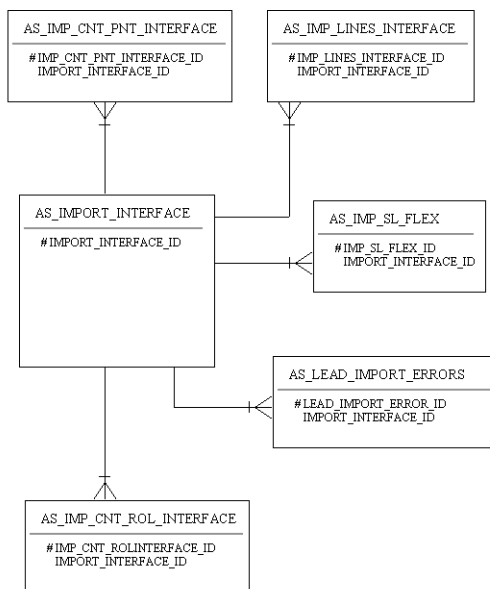 AS_IMP_CNT_PNT_INTERFACE
#IMP_CNT_PNT_INTERFACE_ID
IMPORT_INTERFACE_ID
AS_IMP_LINES_INTERFACE
#IMP_LINES_INTERFACE_ID
IMPORT_INTERFACE_ID
AS_IMPORT_INTERFACE
#IMPORT_INTERFACE_ID
AS_IMP_SL_FLEX
#IMP_SL_FLEX_ID
IMPORT_INTERFACE_ID
AS_LEAD_IMPORT_ERRORS
#LEAD_IMPORT_ERROR_ID
IMPORT_INTERFACE_ID
AS_IMP_CNT_ROL_INTERFACE
#IMP_CNT_ROLINTERFACE_ID
IMPORT_INTERFACE_ID